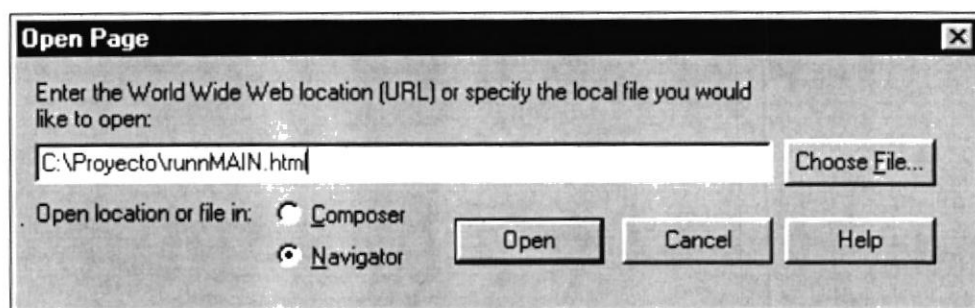 Open Page
Enter the World Wide Web location (URL) or specify the local file you would
like to open:
C:\Proyecto\runnMAIN.html
Choose File...
Open location or file in:
Composer
Navigator
Open
Cancel
Help